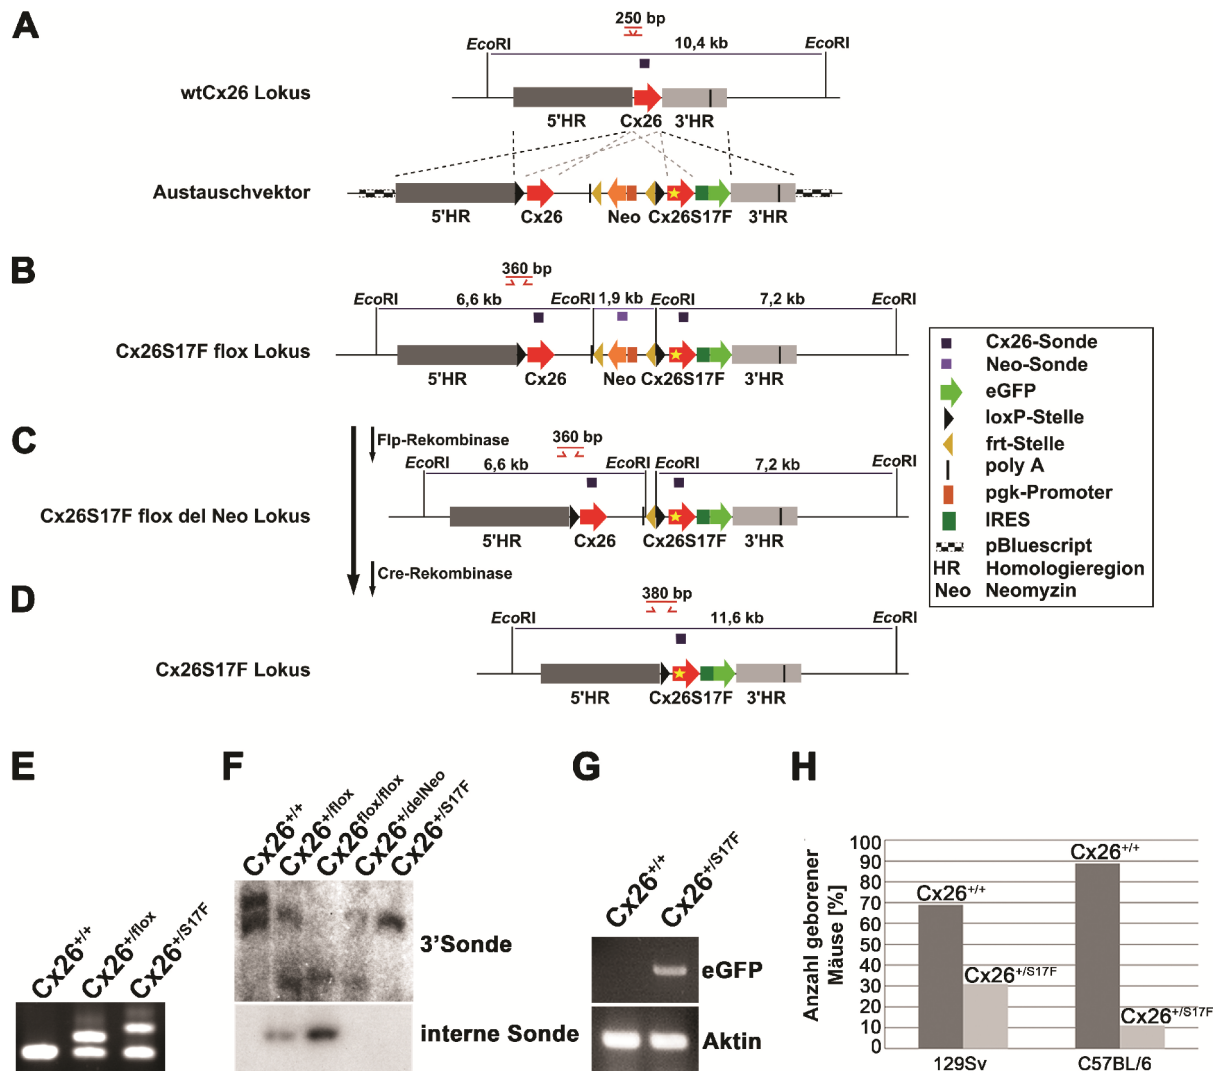 A
250 bp
EcoRI
10,4 kb
EcoRI
wtCx26 Lokus
5'HR
Cx26
3'HR
Austauschvektor
5'HR
Cx26
Neo
Cx26S17F
3'HR
B
360 bp
EcoRI
6,6 kb
EcoRI
1,9 kb
EcoRI
7,2 kb
EcoRI
Cx26S17F flox Lokus
5'HR
Cx26
Neo
Cx26S17F
3'HR
Cx26-Sonde
Neo-Sonde
eGFP
loxP-Stelle
frt-Stelle
poly A
pgk-Promoter
IRES
pBluescript
HR Homologieregion
Neo Neomyzin
C
Flp-Rekombinase
360 bp
EcoRI
6,6 kb
EcoRI
EcoRI
7,2 kb
EcoRI
Cx26S17F flox del Neo Lokus
5'HR
Cx26
Cx26S17F
3'HR
Cre-Rekombinase
D
380 bp
EcoRI
11,6 kb
EcoRI
Cx26S17F Lokus
5'HR
Cx26S17F
3'HR
E
Cx26+/+
Cx26+/flox
Cx26+/S17F
F
Cx26+/+
Cx26+/flox
Cx26flox/flox
Cx26+/delNeo
Cx26+/S17F
3'Sonde
interne Sonde
G
Cx26+/+
Cx26+/S17F
eGFP
Aktin
H
Anzahl geborener
Mäuse [%]
100
90
80
70
60
50
40
30
20
10
0
Cx26+/+
Cx26+/S17F
Cx26+/+
Cx26+/S17F
129Sv
C57BL/6